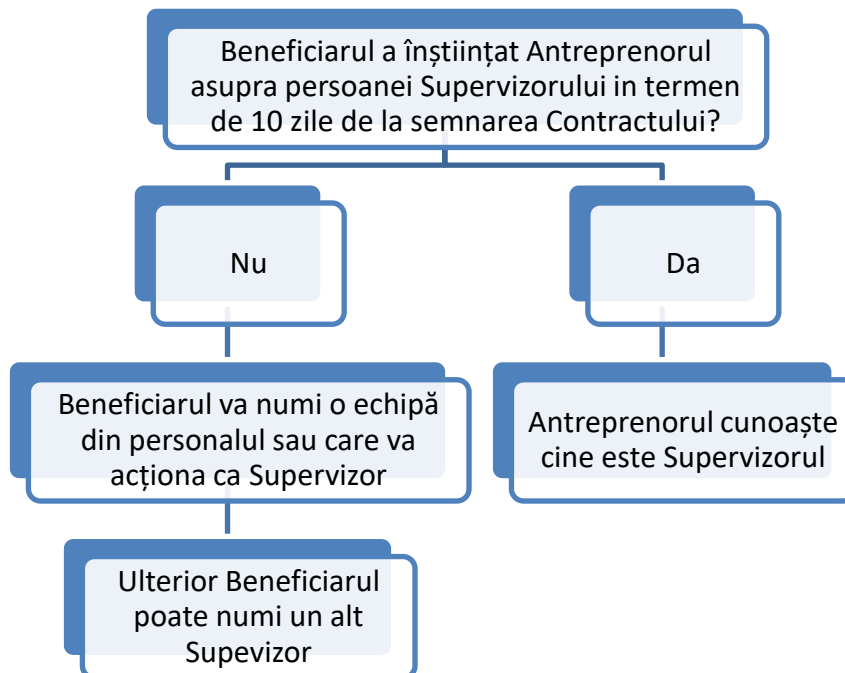 Beneficiarul a înștiințat Antreprenorul
asupra persoanei Supervizorului in termen
de 10 zile de la semnarea Contractului?
Nu
Da
Beneficiarul va numi o echipă
din personalul sau care va
acționa ca Supervizor
Antreprenorul cunoaște
cine este Supervizorul
Ulterior Beneficiarul
poate numi un alt
Supevizor